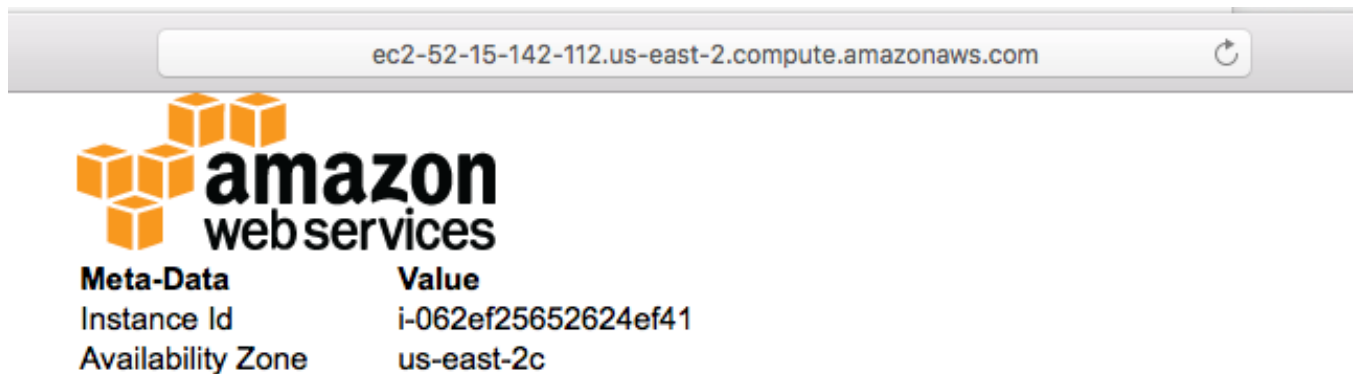 ec2-52-15-142-112.us-east-2.compute.amazonaws.com
amazon
web services
Meta-Data Value
Instance Id i-062ef25652624ef41
Availability Zone us-east-2c